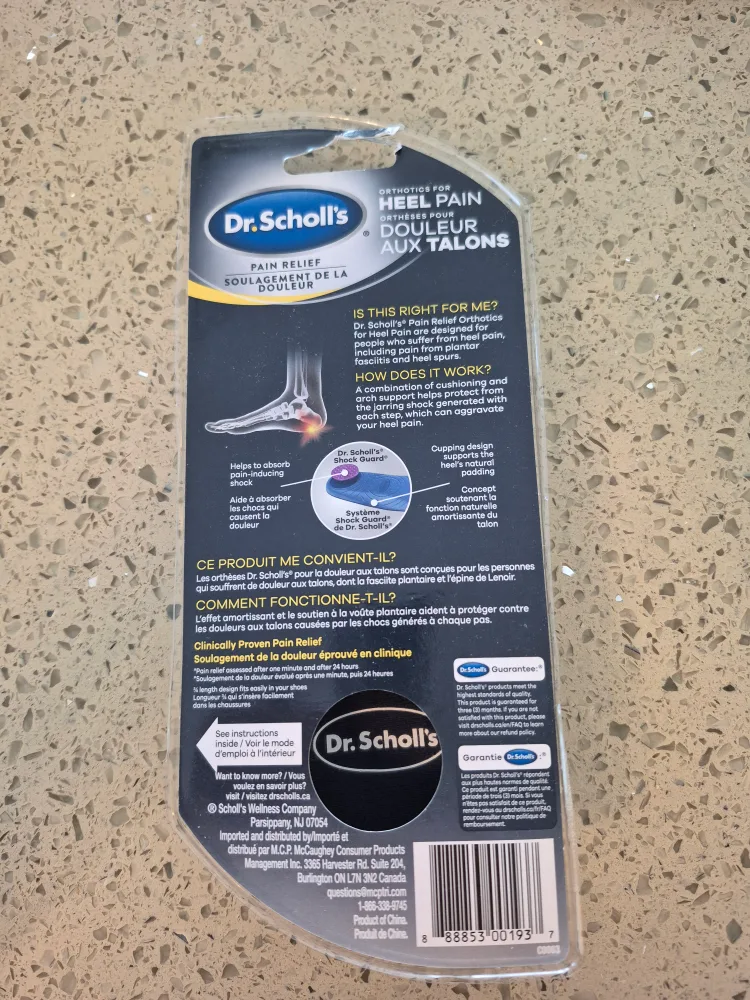 Dr. Scholl's®
PAIN RELIEF
SOULAGEMENT DE LA
DOULEUR
ORTHOTICS FOR
HEEL PAIN
ORTHÈSES POUR
DOULEUR
AUX TALONS
IS THIS RIGHT FOR ME?
Dr. Scholl's® Pain Relief Orthotics
for Heel Pain are designed for
people who suffer from heel pain,
including pain from plantar
fasciitis and heel spurs.
HOW DOES IT WORK?
A combination of cushioning and
arch support helps protect from
the jarring shock generated with
each step, which can aggravate
your heel pain.
Helps to absorb
pain-inducing
shock
Aide à absorber
les chocs qui
causent la
douleur
Dr. Scholl's®
Shock Guard®
Système
Shock Guard®
de Dr. Scholl's®
Cupping design
supports the
heel's natural
padding
Concept
soutenant la
fonction naturelle
amortissante du
talon
CE PRODUIT ME CONVIENT-IL?
Les orthèses Dr. Scholl's® pour la douleur aux talons sont conçues pour les personnes
qui souffrent de douleur aux talons, dont la fasciite plantaire et l'épine de Lenoir.
COMMENT FONCTIONNE-T-IL?
L'effet amortissant et le soutien à la voûte plantaire aident à protéger contre
les douleurs aux talons causées par les chocs générés à chaque pas.
Clinically Proven Pain Relief
Soulagement de la douleur éprouvé en clinique
*Pain relief assessed after one minute and after 24 hours
*Soulagement de la douleur évalué après une minute, puis 24 heures
¾ length design fits easily in your shoes
Longueur ¾ qui s'insère facilement
dans les chaussures
See instructions
inside / Voir le mode
d'emploi à l'intérieur
Dr. Scholl's
Want to know more? / Vous
voulez en savoir plus?
visit / visitez drscholls.ca
® Scholl's Wellness Company
Parsippany, NJ 07054
Imported and distributed by/Importé et
distribué par M.C.P. McCaughey Consumer Products
Management Inc. 3365 Harvester Rd. Suite 204,
Burlington ON L7N 3N2 Canada
questions@mcptri.com
1-866-338-9745
Product of China.
Produit de Chine.
Dr. Scholl's Guarantee:®
Dr. Scholl's® products meet the
highest standards of quality.
This product is guaranteed for
three (3) months. If you are not
satisfied with this product, please
visit drscholls.ca/en/FAQ to learn
more about our refund policy.
Garantie Dr. Scholl's :®
Les produits Dr. Scholl's® répondent
aux plus hautes normes de qualité.
Ce produit est garanti pendant une
période de trois (3) mois. Si vous
n'êtes pas satisfait de ce produit,
rendez-vous au drscholls.ca/fr/FAQ
pour consulter notre politique de
remboursement.
8 88853 00193 7
C0053